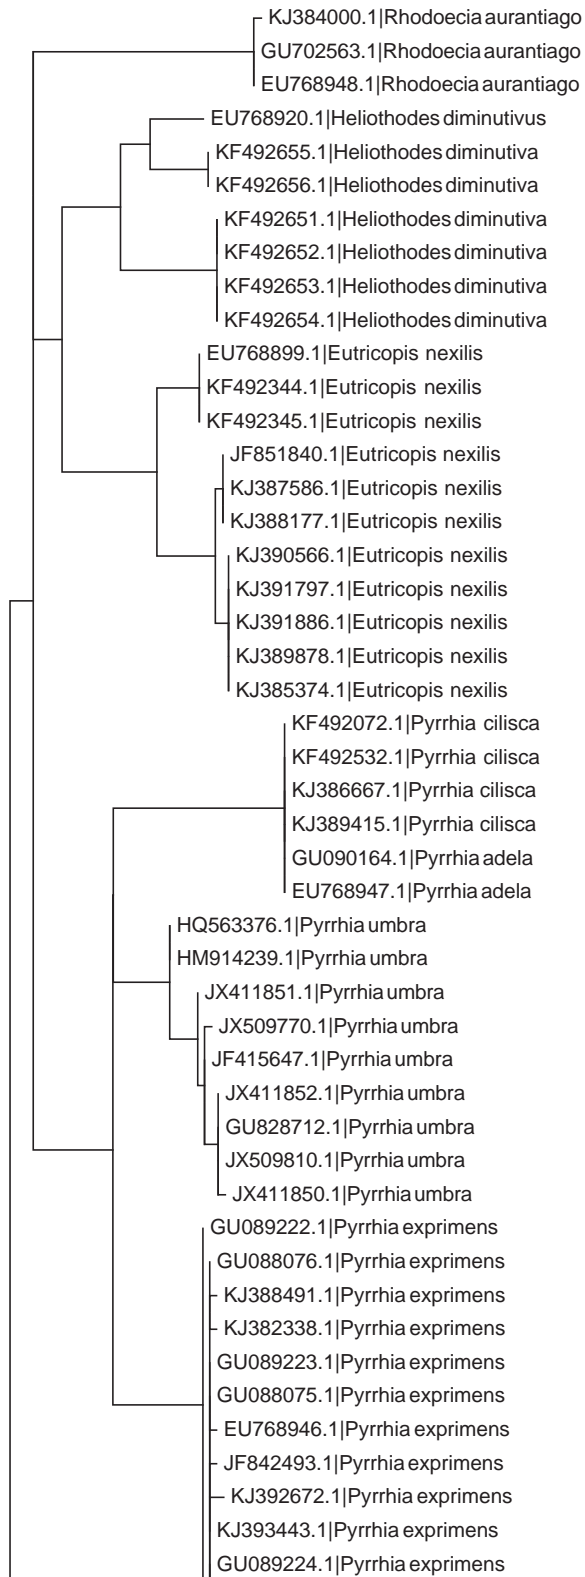 KJ384000.1|Rhodoecia aurantiago
GU702563.1|Rhodoecia aurantiago
EU768948.1|Rhodoecia aurantiago
EU768920.1|Heliothodes diminutivus
KF492655.1|Heliothodes diminutiva
KF492656.1|Heliothodes diminutiva
KF492651.1|Heliothodes diminutiva
KF492652.1|Heliothodes diminutiva
KF492653.1|Heliothodes diminutiva
KF492654.1|Heliothodes diminutiva
EU768899.1|Eutricopis nexilis
KF492344.1|Eutricopis nexilis
KF492345.1|Eutricopis nexilis
JF851840.1|Eutricopis nexilis
KJ387586.1|Eutricopis nexilis
KJ388177.1|Eutricopis nexilis
KJ390566.1|Eutricopis nexilis
KJ391797.1|Eutricopis nexilis
KJ391886.1|Eutricopis nexilis
KJ389878.1|Eutricopis nexilis
KJ385374.1|Eutricopis nexilis
KF492072.1|Pyrrhia cilisca
KF492532.1|Pyrrhia cilisca
KJ386667.1|Pyrrhia cilisca
KJ389415.1|Pyrrhia cilisca
GU090164.1|Pyrrhia adela
EU768947.1|Pyrrhia adela
HQ563376.1|Pyrrhia umbra
HM914239.1|Pyrrhia umbra
JX411851.1|Pyrrhia umbra
JX509770.1|Pyrrhia umbra
JF415647.1|Pyrrhia umbra
JX411852.1|Pyrrhia umbra
GU828712.1|Pyrrhia umbra
JX509810.1|Pyrrhia umbra
JX411850.1|Pyrrhia umbra
GU089222.1|Pyrrhia exprimens
GU088076.1|Pyrrhia exprimens
KJ388491.1|Pyrrhia exprimens
KJ382338.1|Pyrrhia exprimens
GU089223.1|Pyrrhia exprimens
GU088075.1|Pyrrhia exprimens
EU768946.1|Pyrrhia exprimens
JF842493.1|Pyrrhia exprimens
KJ392672.1|Pyrrhia exprimens
KJ393443.1|Pyrrhia exprimens
GU089224.1|Pyrrhia exprimens